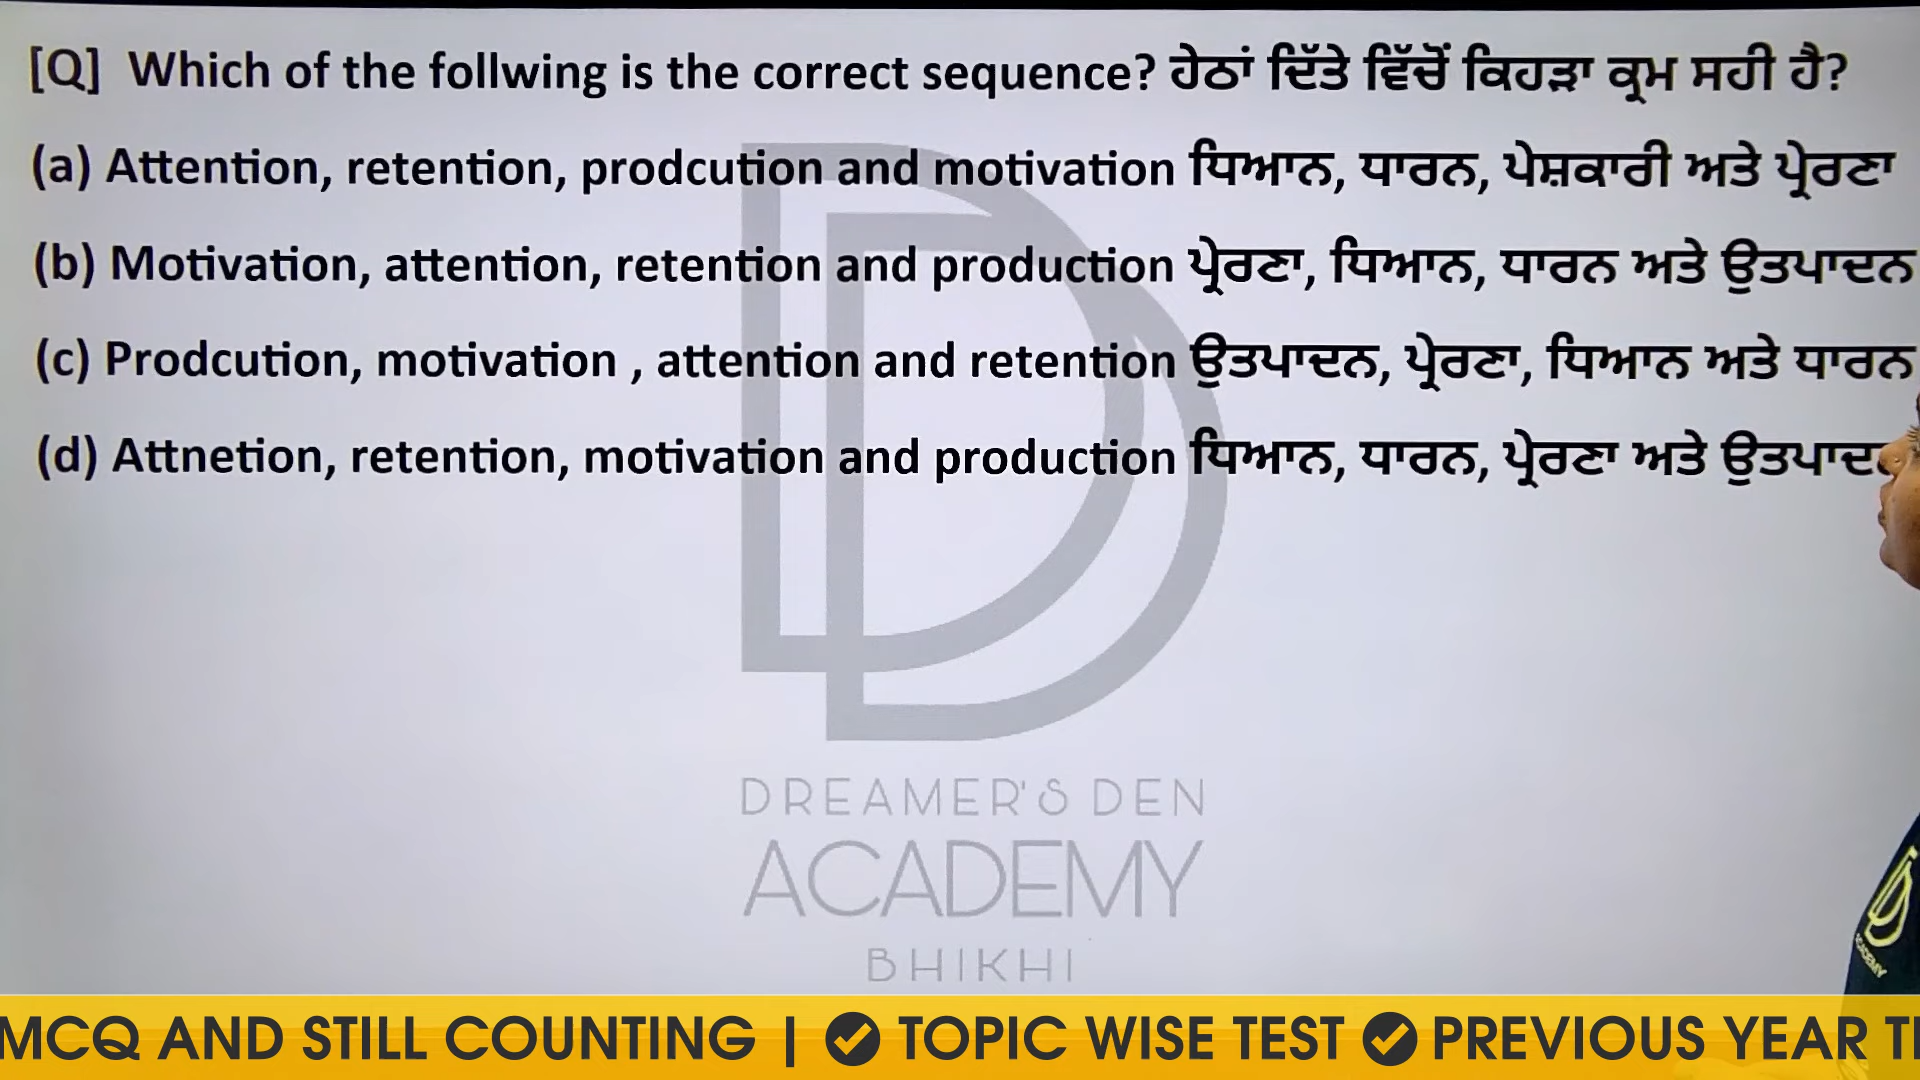 [Q] Which of the follwing is the correct sequence? ਹੇਠਾਂ ਦਿੱਤੇ ਵਿੱਚੋਂ ਕਿਹੜਾ ਕ੍ਰਮ ਸਹੀ ਹੈ?
(a) Attention, retention, prodcution and motivation ਧਿਆਨ, ਧਾਰਨ, ਪੇਸ਼ਕਾਰੀ ਅਤੇ ਪ੍ਰੇਰਣਾ
(b) Motivation, attention, retention and production ਪ੍ਰੇਰਣਾ, ਧਿਆਨ, ਧਾਰਨ ਅਤੇ ਉਤਪਾਦਨ
(c) Prodcution, motivation , attention and retention ਉਤਪਾਦਨ, ਪ੍ਰੇਰਣਾ, ਧਿਆਨ ਅਤੇ ਧਾਰਨ
(d) Attnetion, retention, motivation and production ਧਿਆਨ, ਧਾਰਨ, ਪ੍ਰੇਰਣਾ ਅਤੇ
DREAMER'S DEN
ACADEMY
BHIKHI
ACADEMY
MCQ AND STILL COUNTING | TOPIC WISE TEST PREVIOUS YEAR